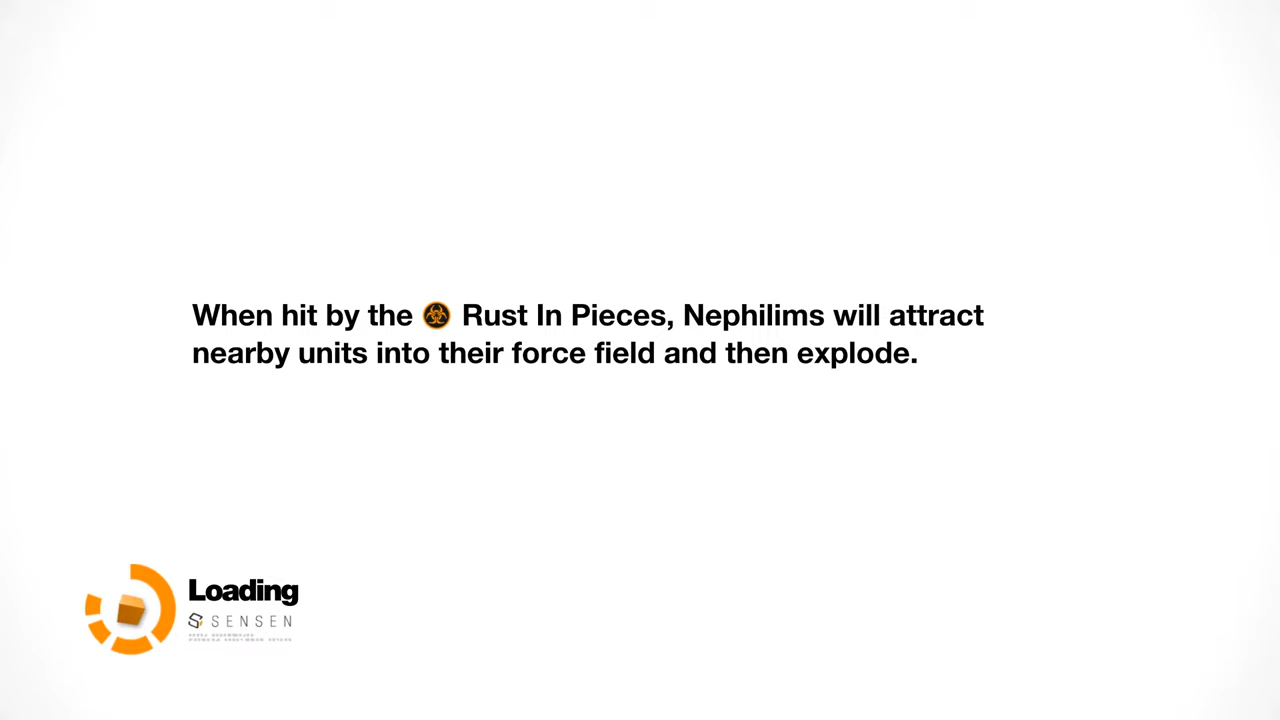 When hit by the Rust In Pieces, Nephilims will attract
nearby units into their force field and then explode.
Loading
SENSEN